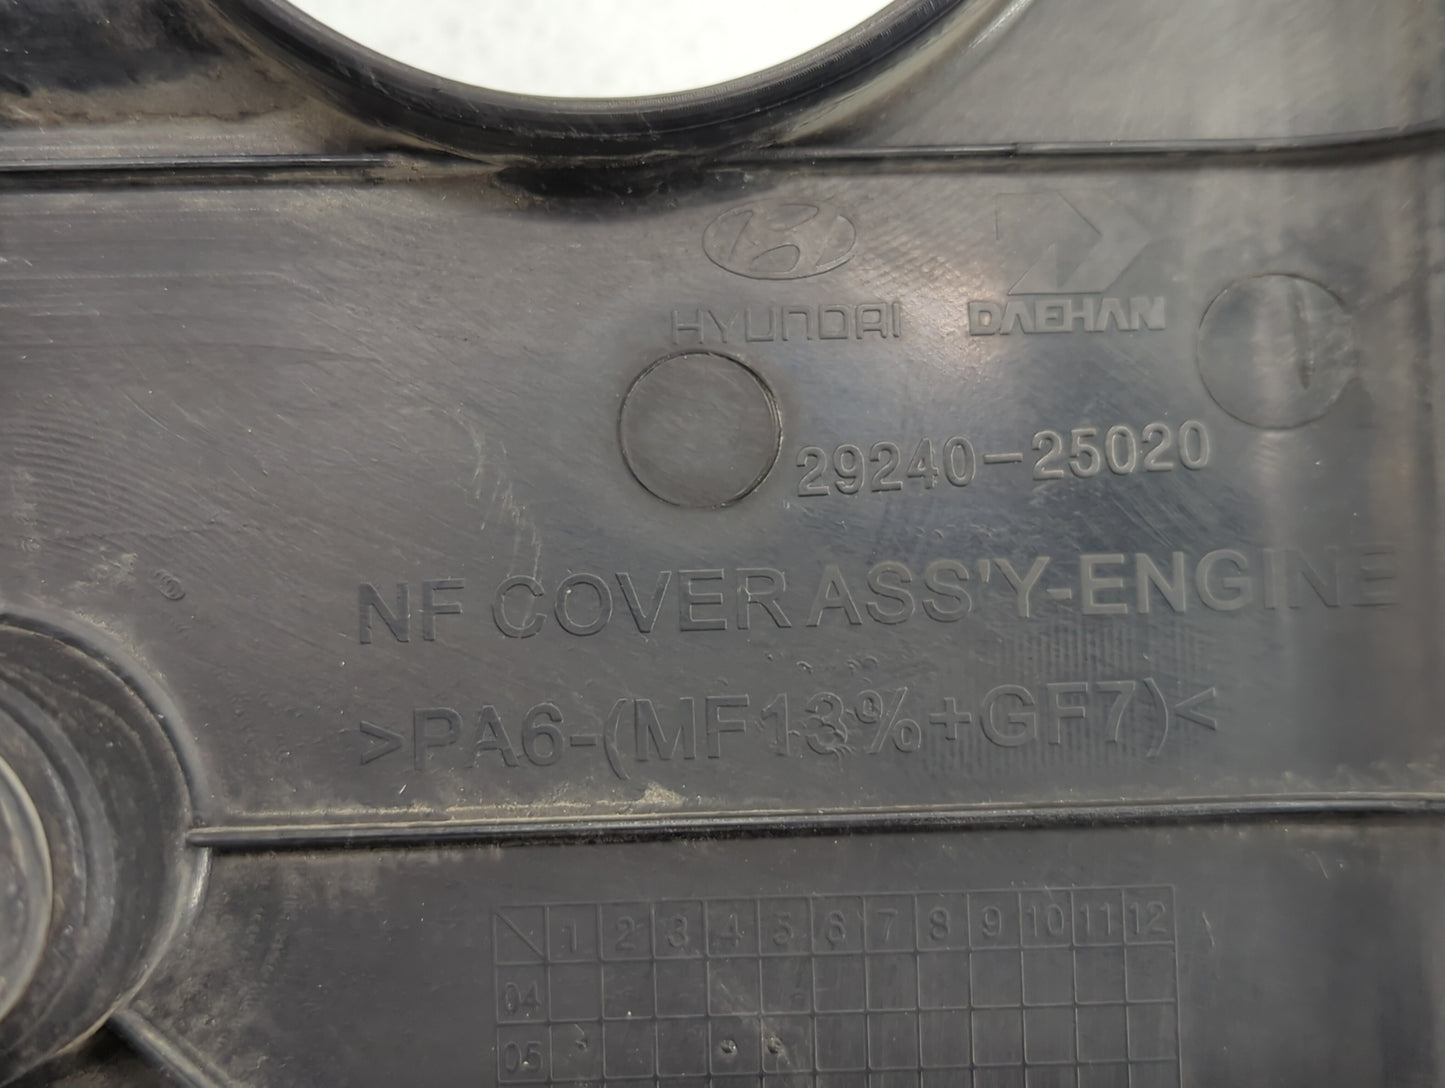 HYUNDAI
DAEHAN
29240-25020
NF COVER ASS'Y-ENGINE
>PA6-(MF13%+GF7)<
1 2 3 4 5 6 7 8 9 10 11 12
04
05